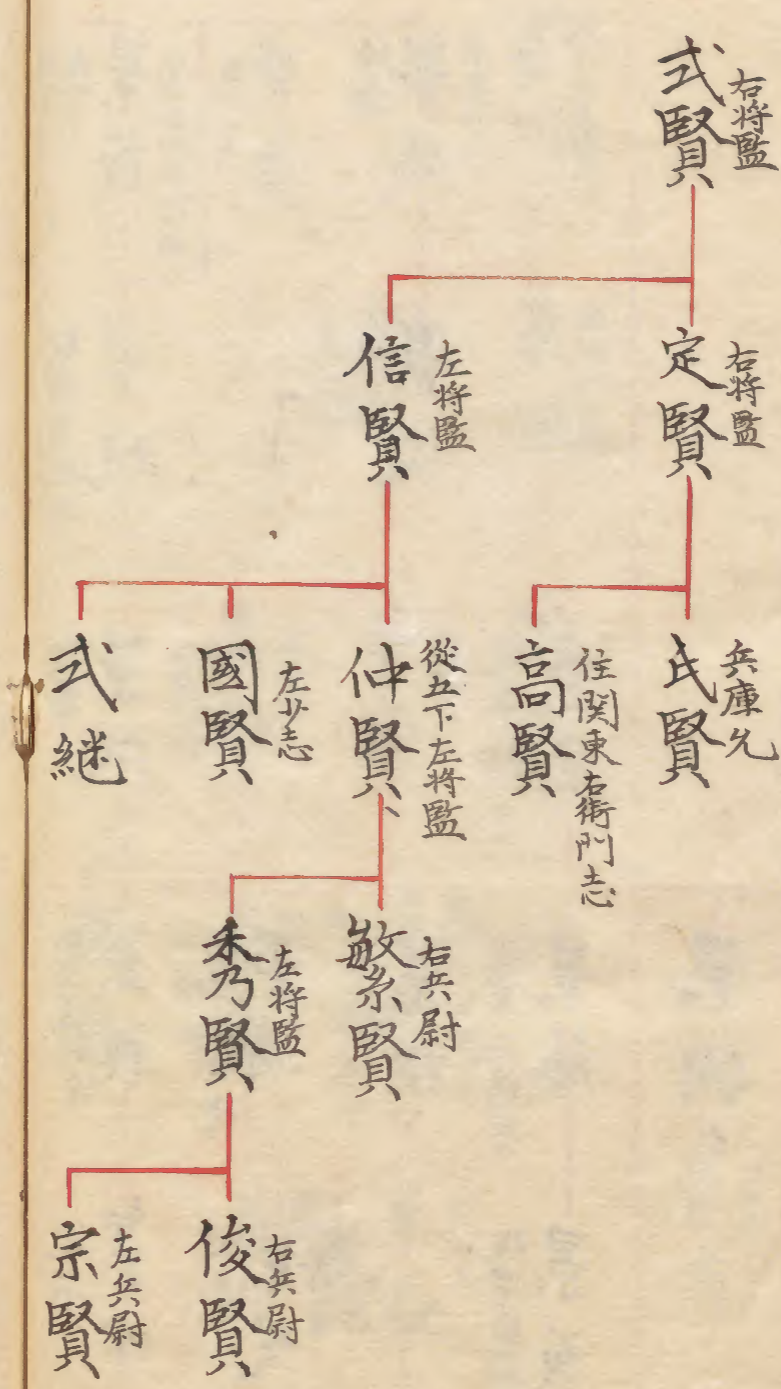 式賢
右将監
定賢
右将監
信賢
左将監
氏賢
兵庫允
高賢
住関東右衛門志
仲賢
從五下左将監
國賢
左少志
式継
繁賢
右兵尉
秀賢
左将監
俊賢
右兵尉
宗賢
左兵尉